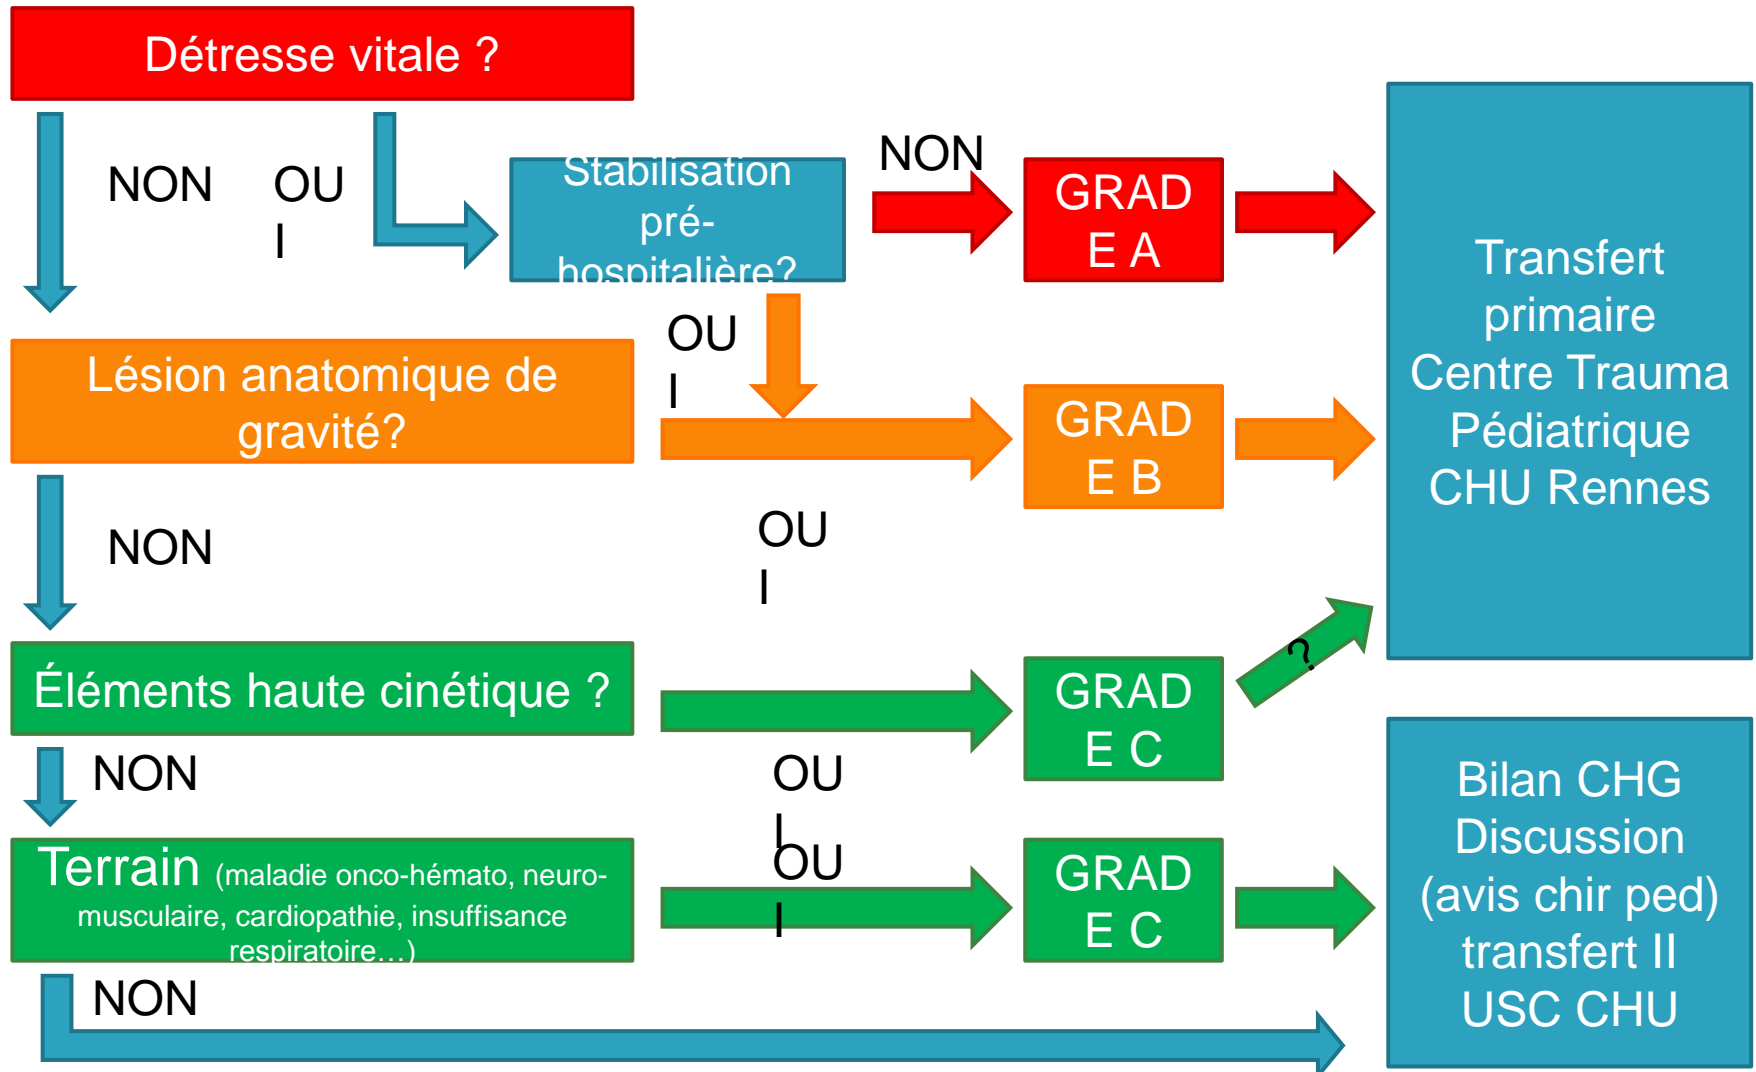 Détresse vitale ?
NON
OU
I
Stabilisation
pré-
hospitalière?
NON
GRAD
E A
Transfert
primaire
Centre Trauma
Pédiatrique
CHU Rennes
Lésion anatomique de
gravité?
OU
I
GRAD
E B
NON
OU
I
Éléments haute cinétique ?
GRAD
E C
?
NON
OU
I
Terrain (maladie onco-hémato, neuro-
musculaire, cardiopathie, insuffisance
respiratoire…)
OU
I
GRAD
E C
Bilan CHG
Discussion
(avis chir ped)
transfert II
USC CHU
NON